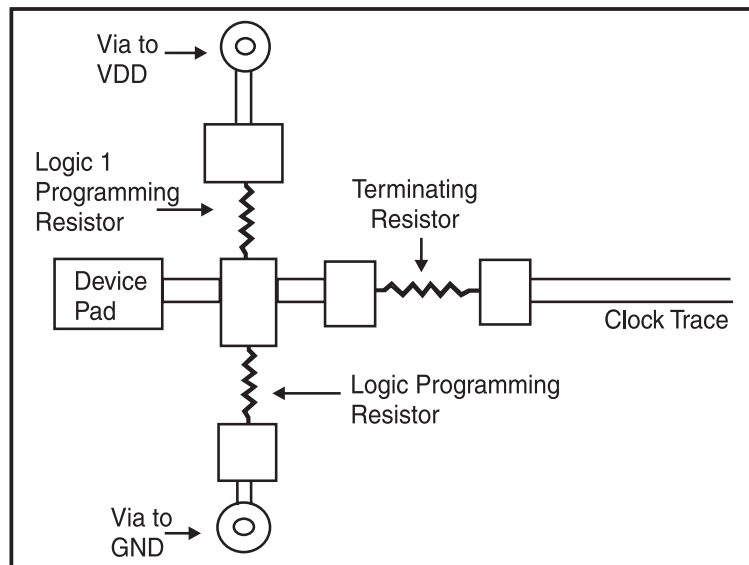 Via to
VDD
Logic 1
Programming
Resistor
Terminating
Resistor
Device
Pad
Clock Trace
Logic Programming
Resistor
Via to
GND